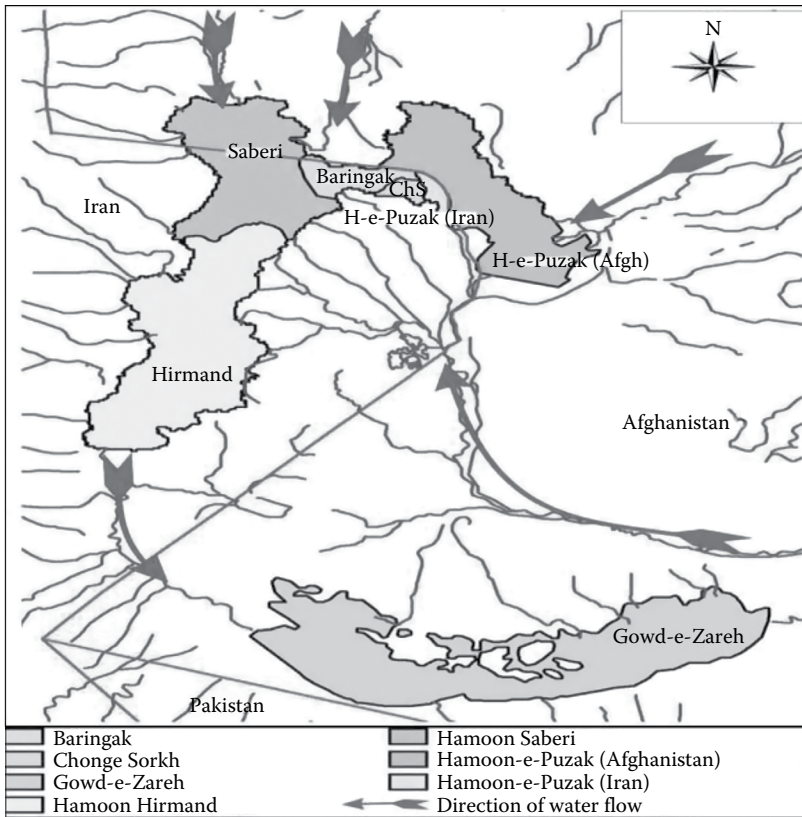 N
Saberi
Baringak
ChS
Iran
H-e-Puzak (Iran)
H-e-Puzak (Afgh)
Hirmand
Afghanistan
Gowd-e-Zareh
Pakistan
Baringak
Chonge Sorkh
Gowd-e-Zareh
Hamoon Hirmand
Hamoon Saberi
Hamoon-e-Puzak (Afghanistan)
Hamoon-e-Puzak (Iran)
Direction of water flow